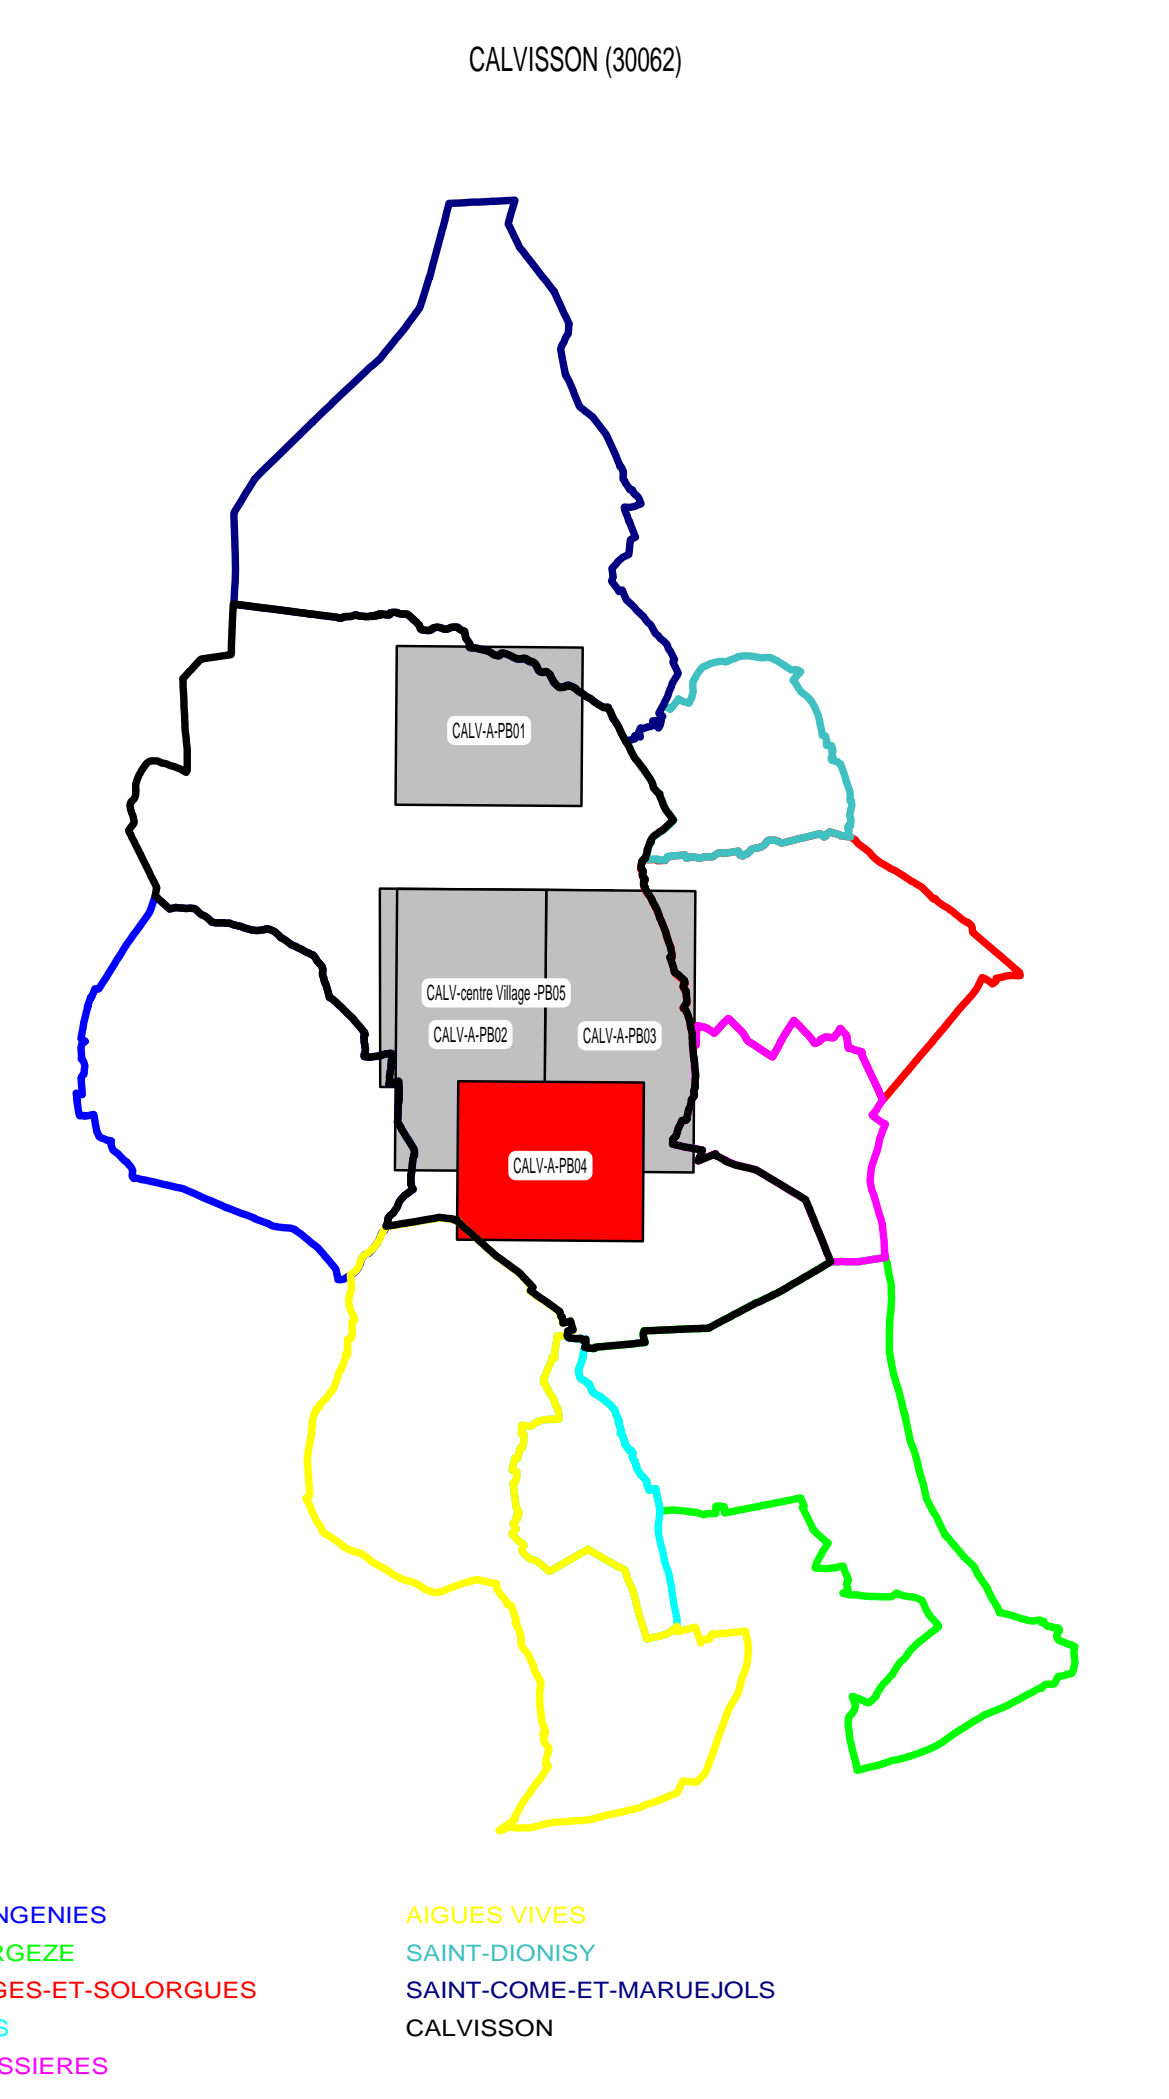 CALVISSON (30062)
CALV-A-PB01
CALV-centre Village -PB05
CALV-A-PB02
CALV-A-PB03
CALV-A-PB04
NGENIES
RGEZE
GES-ET-SOLORGUES
S
SSIERES
AIGUES VIVES
SAINT-DIONISY
SAINT-COME-ET-MARUEJOLS
CALVISSON